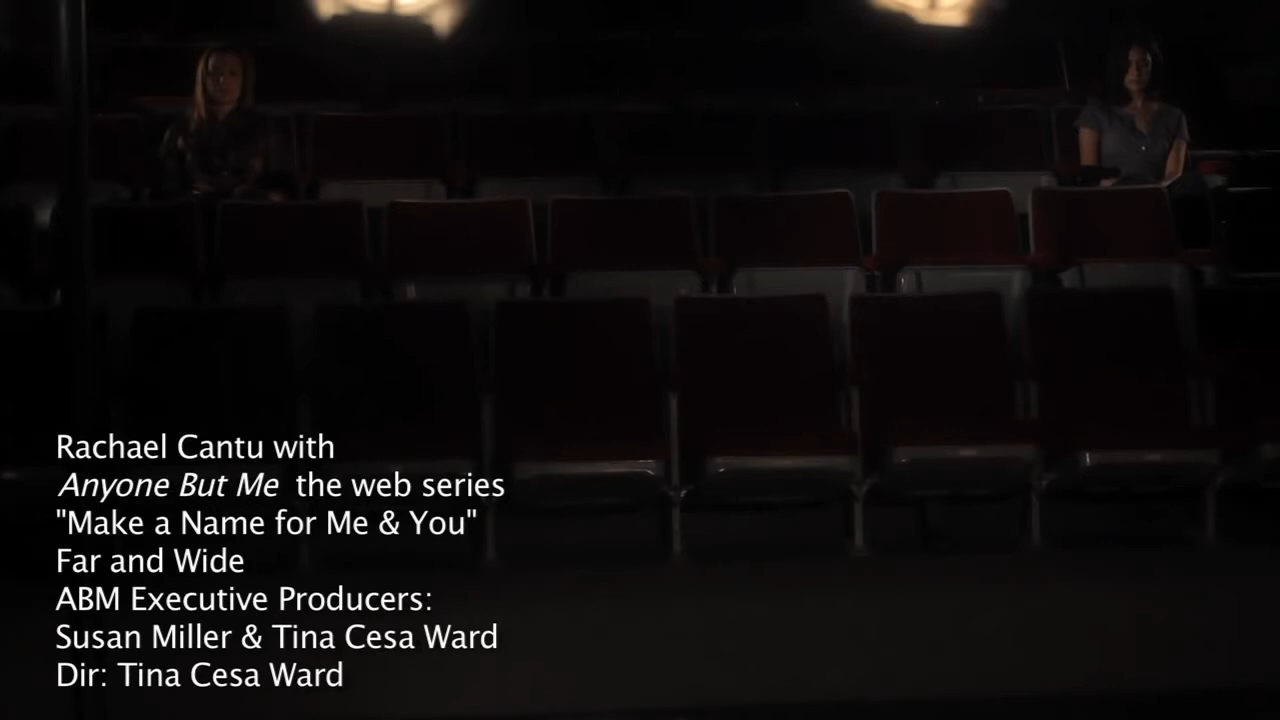 Rachael Cantu with
Anyone But Me the web series
"Make a Name for Me & You"
Far and Wide
ABM Executive Producers:
Susan Miller & Tina Cesa Ward
Dir: Tina Cesa Ward